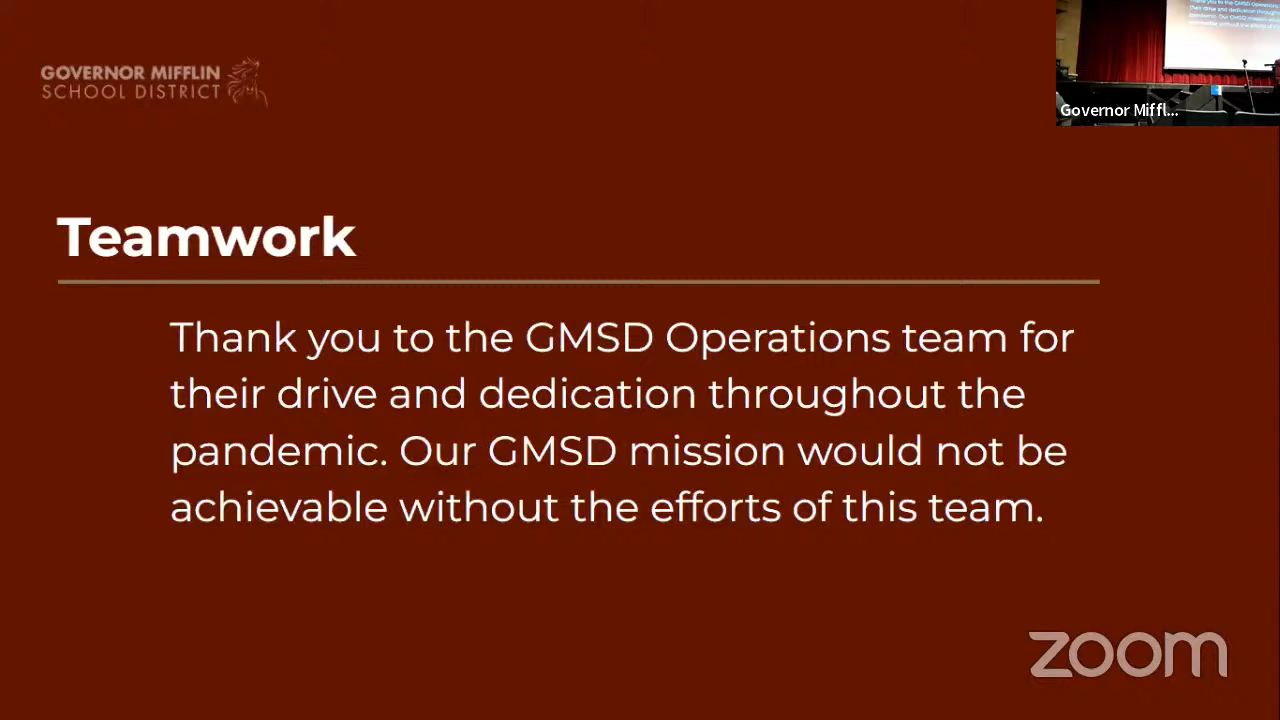 GOVERNOR MIFFLIN
SCHOOL DISTRICT
Governor Miffl...
Teamwork
Thank you to the GMSD Operations team for
their drive and dedication throughout the
pandemic. Our GMSD mission would not be
achievable without the efforts of this team.
zoom